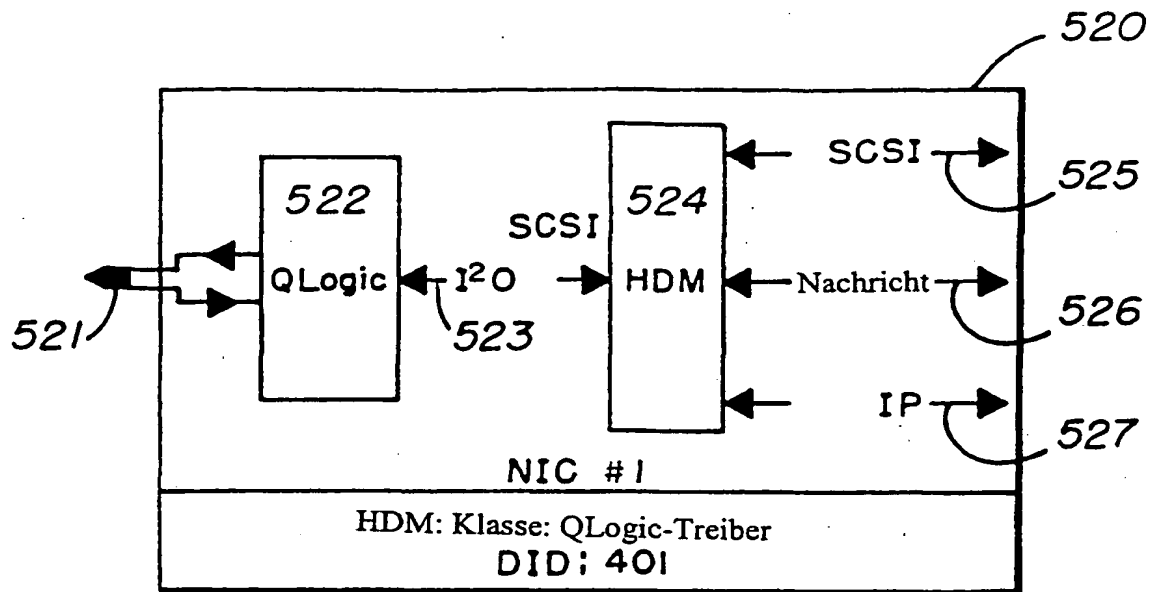 520
522
QLogic
521
I²O
523
SCSI
524
HDM
SCSI
525
Nachricht
526
IP
527
NIC #1
HDM: Klasse: QLogic-Treiber
DID; 401